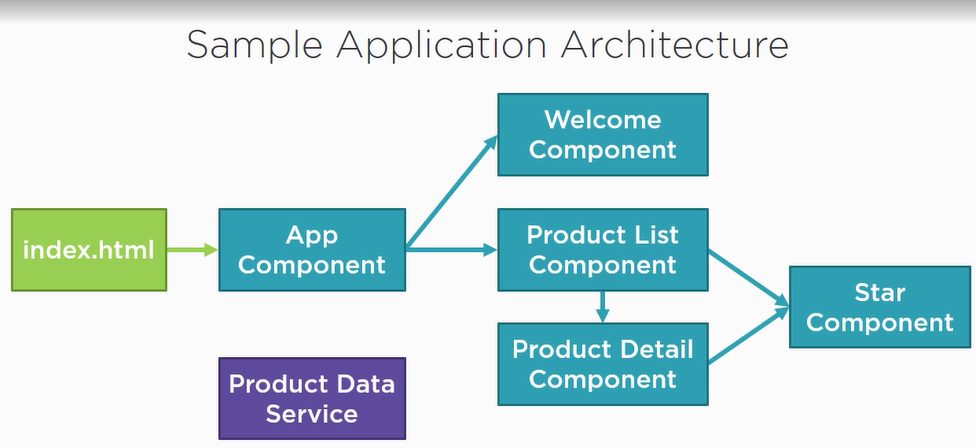 Sample Application Architecture
Welcome
Component
index.html
App
Component
Product List
Component
Star
Component
Product Detail
Component
Product Data
Service